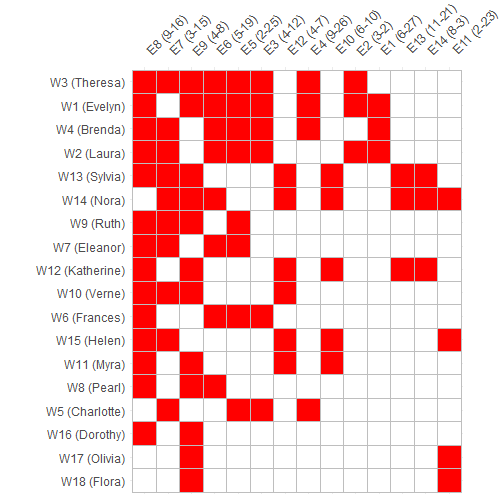 E8 (9-16)
E7 (3-15)
E9 (4-8)
E6 (5-19)
E5 (2-25)
E3 (4-12)
E12 (4-7)
E4 (9-26)
E10 (6-10)
E2 (3-2)
E1 (6-27)
E13 (11-21)
E14 (8-3)
E11 (2-23)
W3 (Theresa)
W1 (Evelyn)
W4 (Brenda)
W2 (Laura)
W13 (Sylvia)
W14 (Nora)
W9 (Ruth)
W7 (Eleanor)
W12 (Katherine)
W10 (Verne)
W6 (Frances)
W15 (Helen)
W11 (Myra)
W8 (Pearl)
W5 (Charlotte)
W16 (Dorothy)
W17 (Olivia)
W18 (Flora)